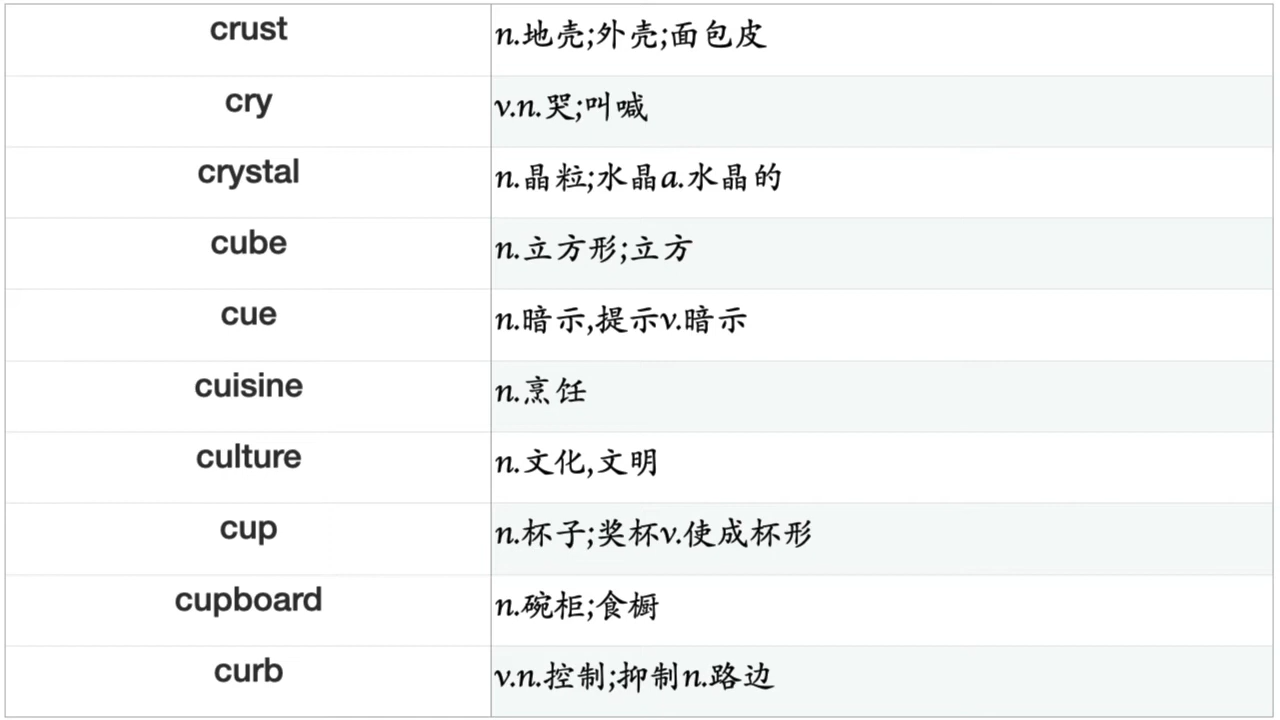 crust n.地壳;外壳;面包皮
cry v.n.哭;叫喊
crystal n.晶粒;水晶a.水晶的
cube n.立方形;立方
cue n.暗示,提示v.暗示
cuisine n.烹饪
culture n.文化,文明
cup n.杯子;奖杯v.使成杯形
cupboard n.碗柜;食橱
curb v.n.控制;抑制n.路边